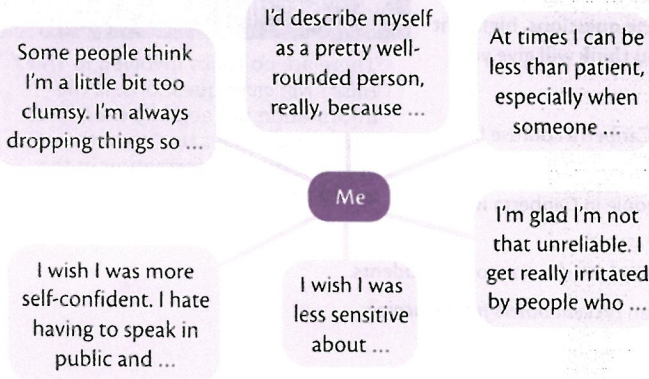 I'd describe myself
as a pretty well-
rounded person,
really, because ...
Some people think
I'm a little bit too
clumsy. I'm always
dropping things so ...
At times I can be
less than patient,
especially when
someone ...
Me
I wish I was more
self-confident. I hate
having to speak in
public and ...
I wish I was
less sensitive
about ...
I'm glad I'm not
that unreliable. I
get really irritated
by people who ...